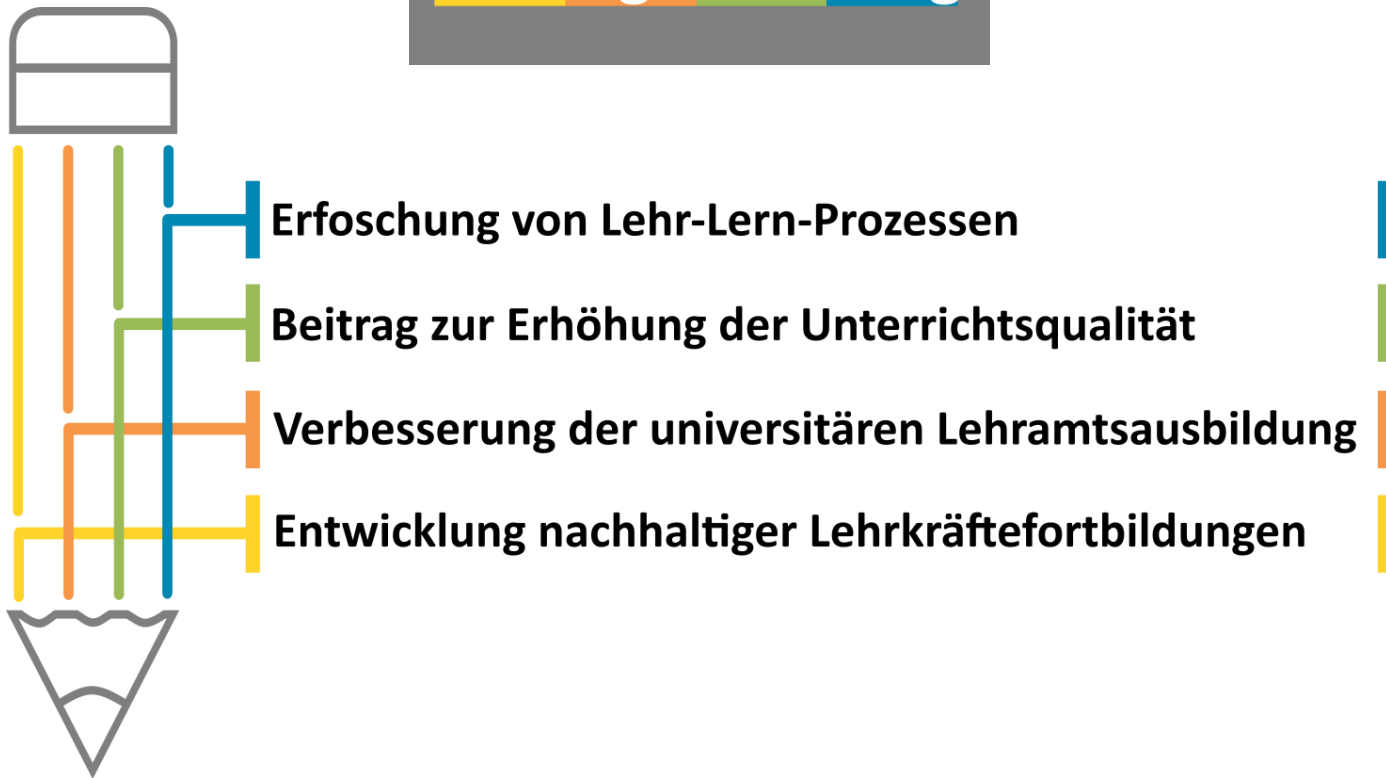 Erfoschung von Lehr-Lern-Prozessen
Beitrag zur Erhöhung der Unterrichtsqualität
Verbesserung der universitären Lehramtsausbildung
Entwicklung nachhaltiger Lehrkräftefortbildungen